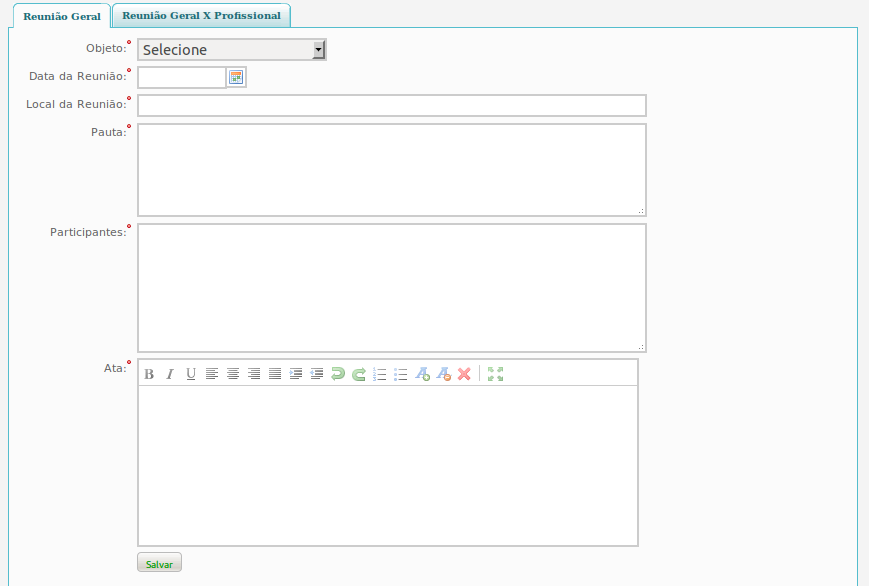 Reunião Geral
Reunião Geral X Profissional
Objeto:
Selecione
Data da Reunião:
Local da Reunião:
Pauta:
Participantes:
Ata:
B I U
Salvar